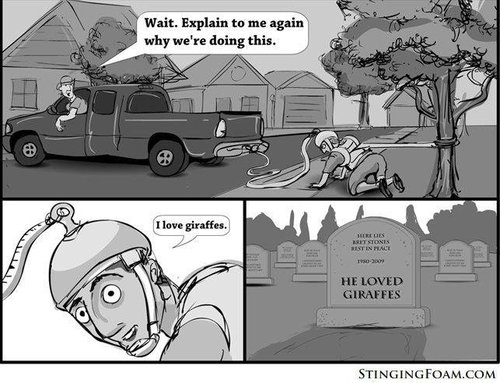 Wait. Explain to me again
why we're doing this.
I love giraffes.
HERE LIES
BRET STONES
REST IN PEACE
1980-2009
HE LOVED
GIRAFFES
STINGINGFOAM.COM